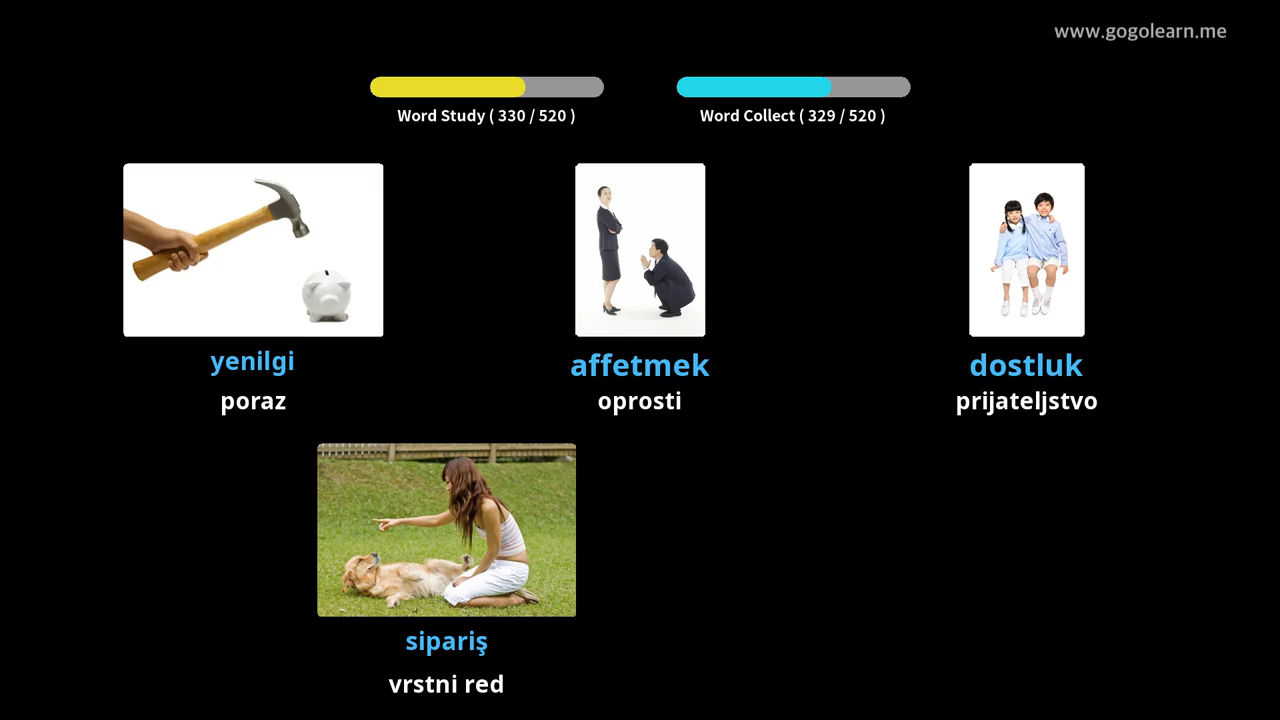 www.gogolearn.me
Word Study ( 330 / 520 )
Word Collect ( 329 / 520 )
yenilgi
poraz
affetmek
oprosti
dostluk
prijateljstvo
sipariş
vrstni red